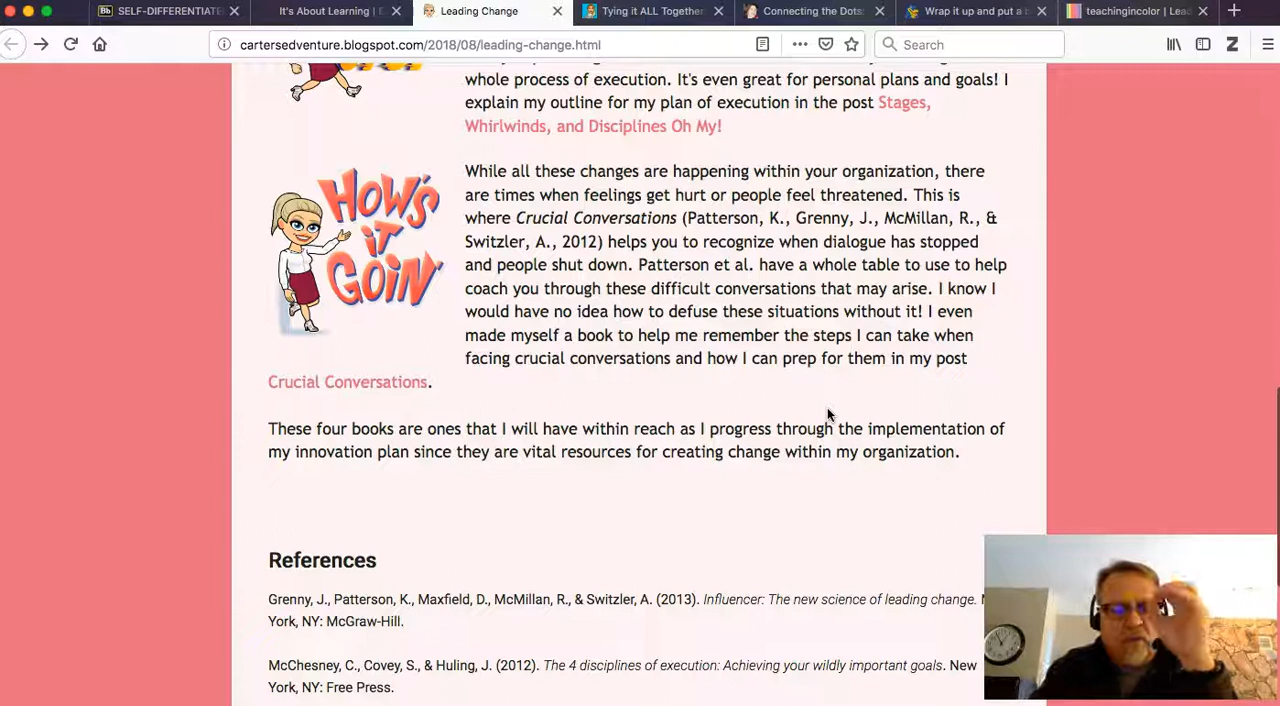 SELF-DIFFERENTIATE
It's About Learning | E
Leading Change
Tying it ALL Together
Connecting the Dots:
Wrap it up and put a b
teachingincolor | Lead
cartersedventure.blogspot.com/2018/08/leading-change.html
Search
whole process of execution. It's even great for personal plans and goals! I
explain my outline for my plan of execution in the post Stages,
Whirlwinds, and Disciplines Oh My!
HOW'S
iT
GOiN'
While all these changes are happening within your organization, there
are times when feelings get hurt or people feel threatened. This is
where Crucial Conversations (Patterson, K., Grenny, J., McMillan, R., &
Switzler, A., 2012) helps you to recognize when dialogue has stopped
and people shut down. Patterson et al. have a whole table to use to help
coach you through these difficult conversations that may arise. I know I
would have no idea how to defuse these situations without it! I even
made myself a book to help me remember the steps I can take when
facing crucial conversations and how I can prep for them in my post
Crucial Conversations.
These four books are ones that I will have within reach as I progress through the implementation of
my innovation plan since they are vital resources for creating change within my organization.
References
Grenny, J., Patterson, K., Maxfield, D., McMillan, R., & Switzler, A. (2013). Influencer: The new science of leading change.
York, NY: McGraw-Hill.
McChesney, C., Covey, S., & Huling, J. (2012). The 4 disciplines of execution: Achieving your wildly important goals. New
York, NY: Free Press.